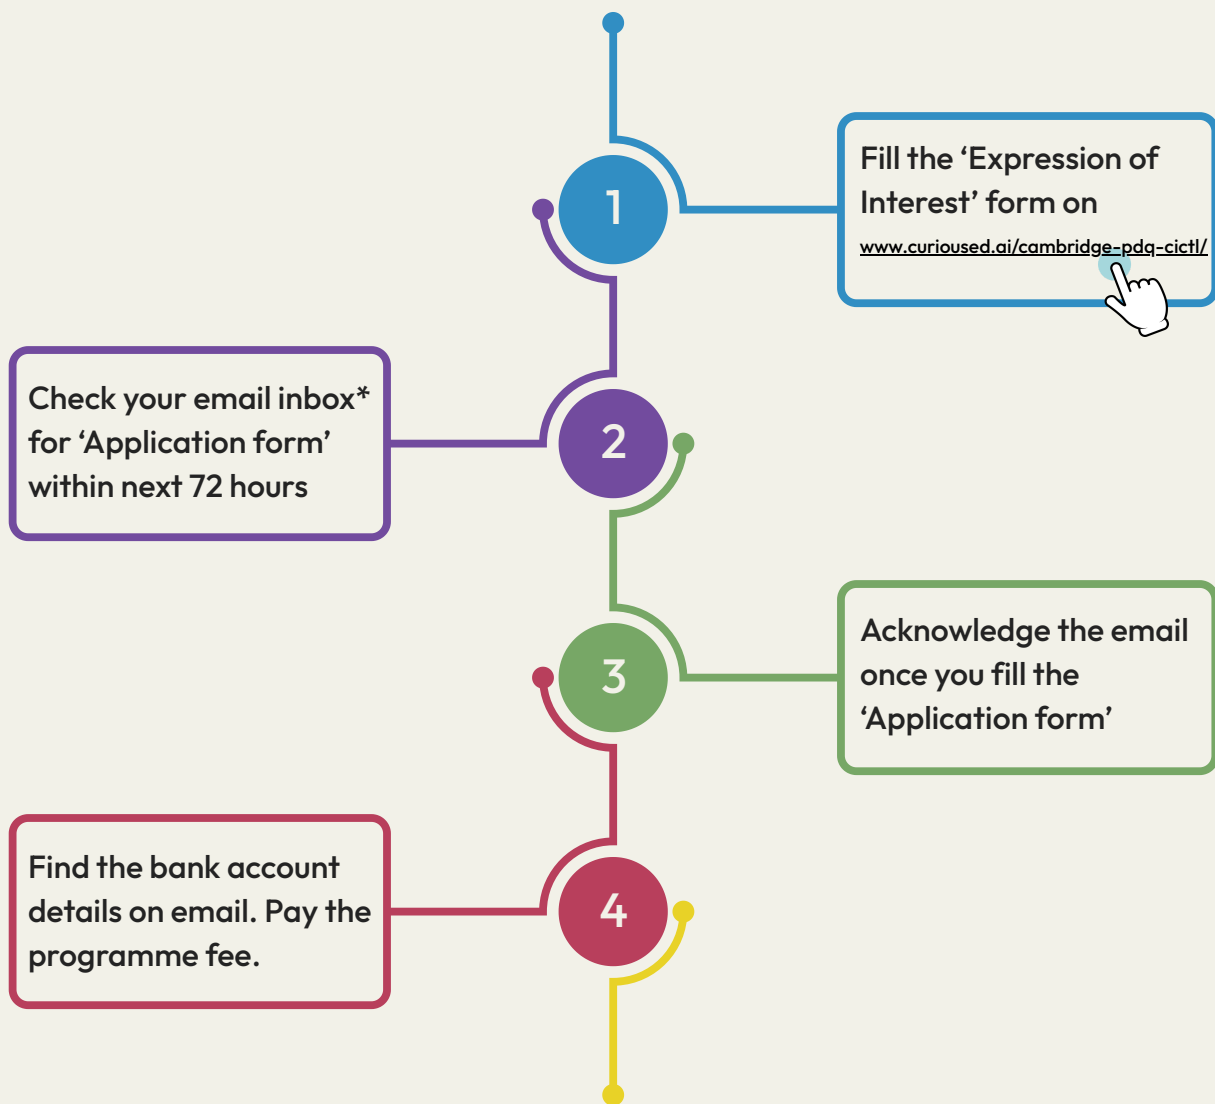 1
Fill the ‘Expression of
Interest’ form on
www.curioused.ai/cambridge-pdq-cictl/
2
Check your email inbox*
for ‘Application form’
within next 72 hours
3
Acknowledge the email
once you fill the
‘Application form’
4
Find the bank account
details on email. Pay the
programme fee.